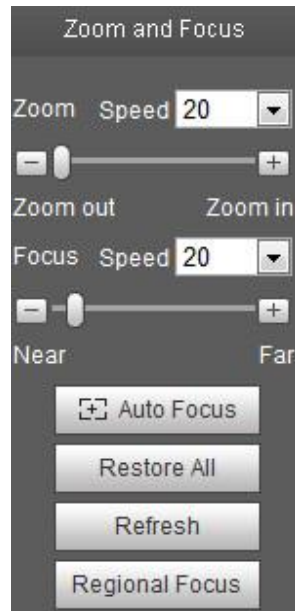 Zoom and Focus
Zoom Speed 20
Zoom out Zoom in
Focus Speed 20
Near Far
Auto Focus
Restore All
Refresh
Regional Focus